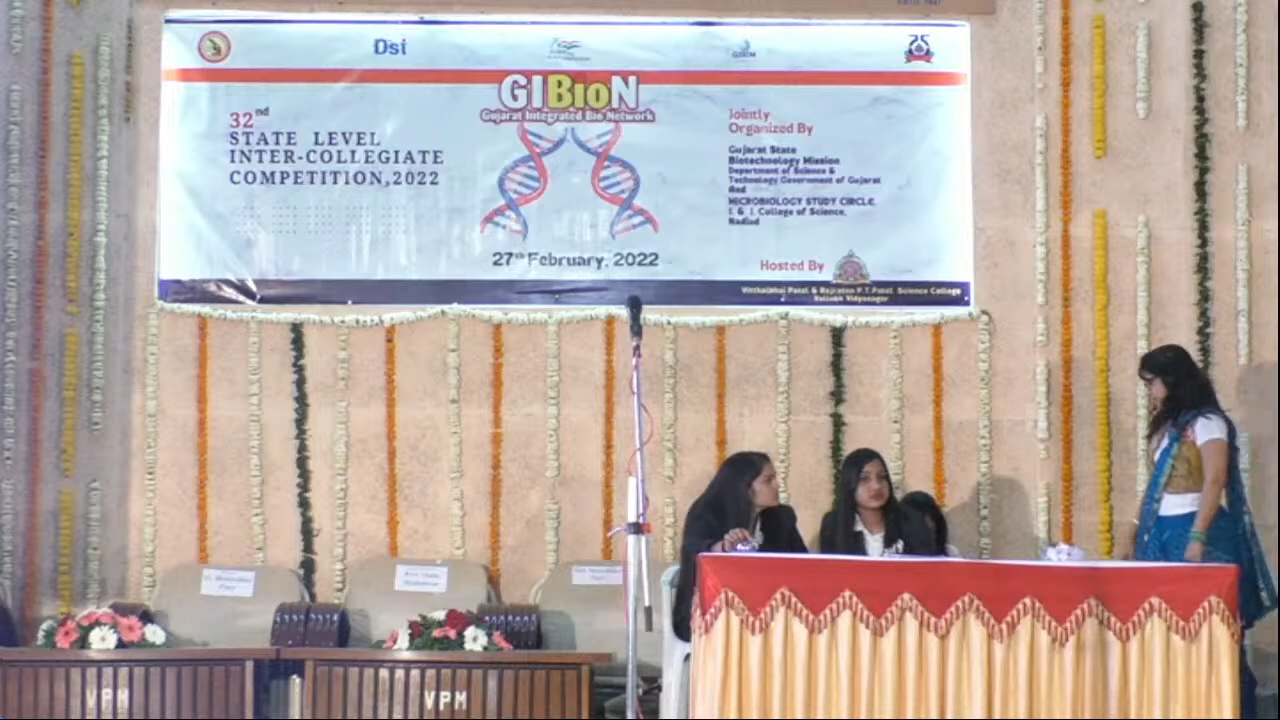 Dsi
GIBioN
Gujarat Integrated Bio Network
32nd
STATE LEVEL
INTER-COLLEGIATE
COMPETITION,2022
27th February, 2022
Jointly
Organized By
Gujarat State
Biotechnology Mission
Department of Science &
Technology Government of Gujarat
And
MICROBIOLOGY STUDY CIRCLE,
College of Science,
Nadiad
Hosted By
Vitthalbhai Patel & Rajratna P.T.Patel Science College
Vallabh Vidyanagar
VPM
VPM